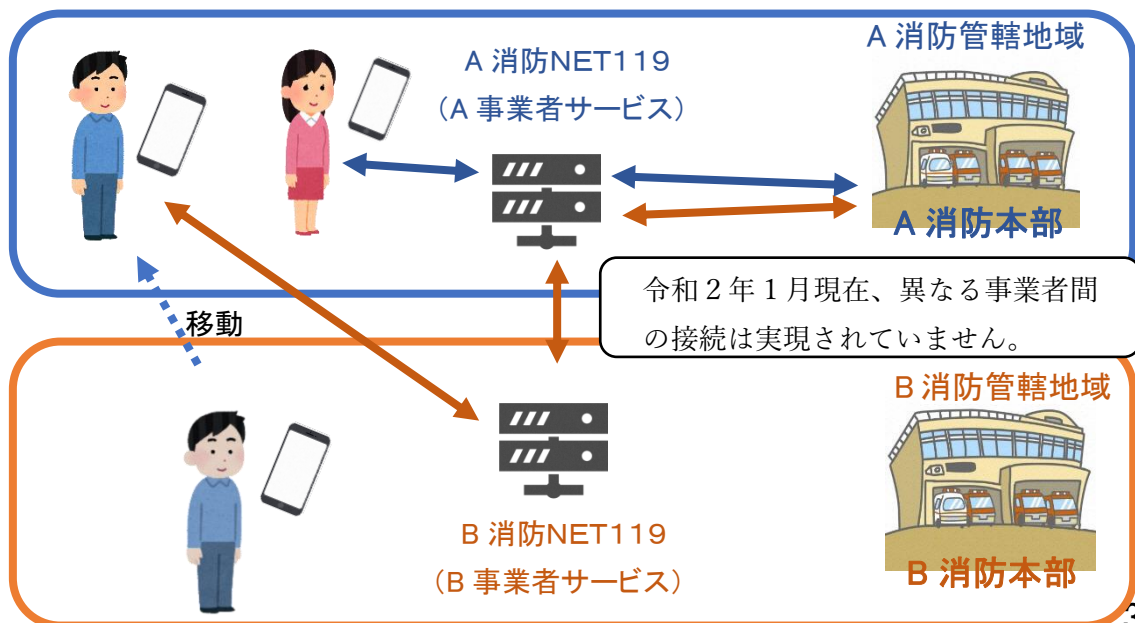 A 消防NET119
（A 事業者サービス）
A 消防管轄地域
A 消防本部
令和２年１月現在、異なる事業者間
の接続は実現されていません。
移動
B 消防管轄地域
B 消防NET119
（B 事業者サービス）
B 消防本部